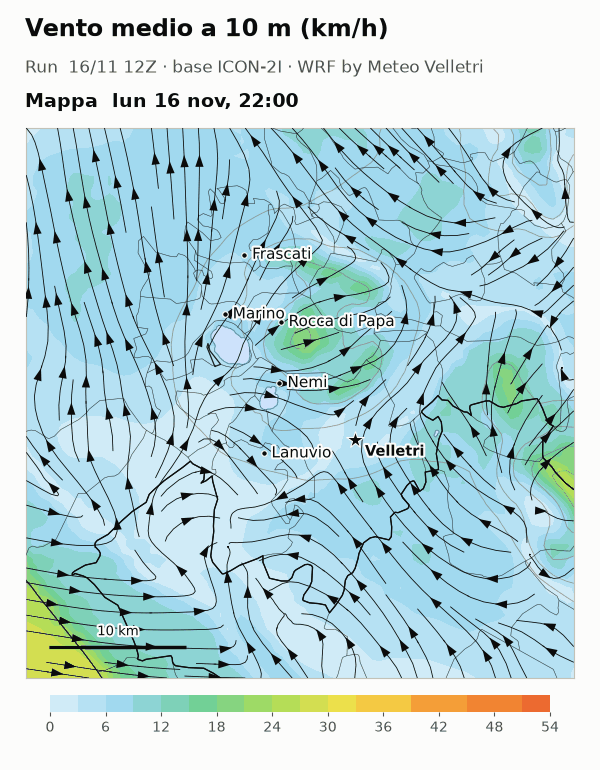 Vento medio a 10 m (km/h)
Run  16/11 12Z · base ICON-2I · WRF by Meteo Velletri
Mappa  lun 16 nov, 22:00
Frascati
Marino
Rocca di Papa
Nemi
Velletri
Lanuvio
10 km
0 6 12 18 24 30 36 42 48 54